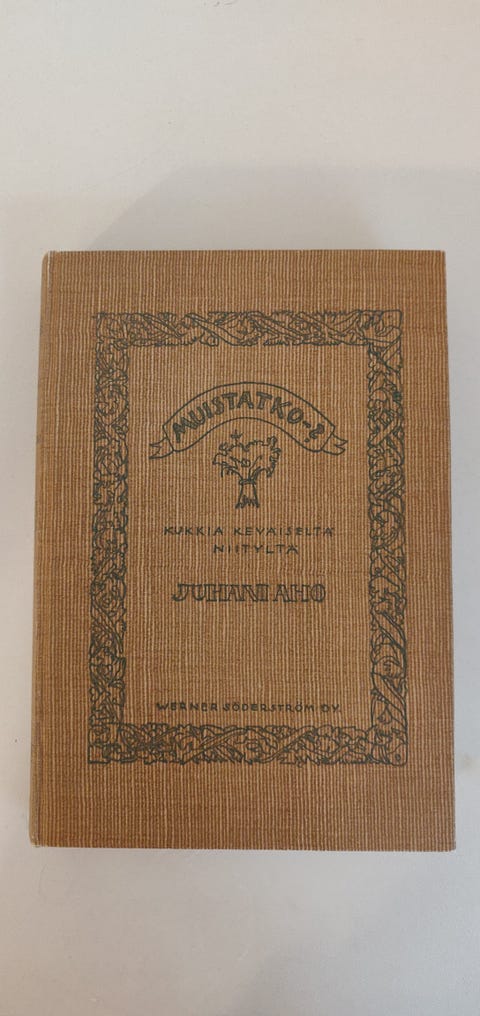 MUISTATKO-?
KUKKIA KEVÄISELTÄ
NIITYLTÄ
JUHANI AHO
WERNER SÖDERSTRÖM OY.